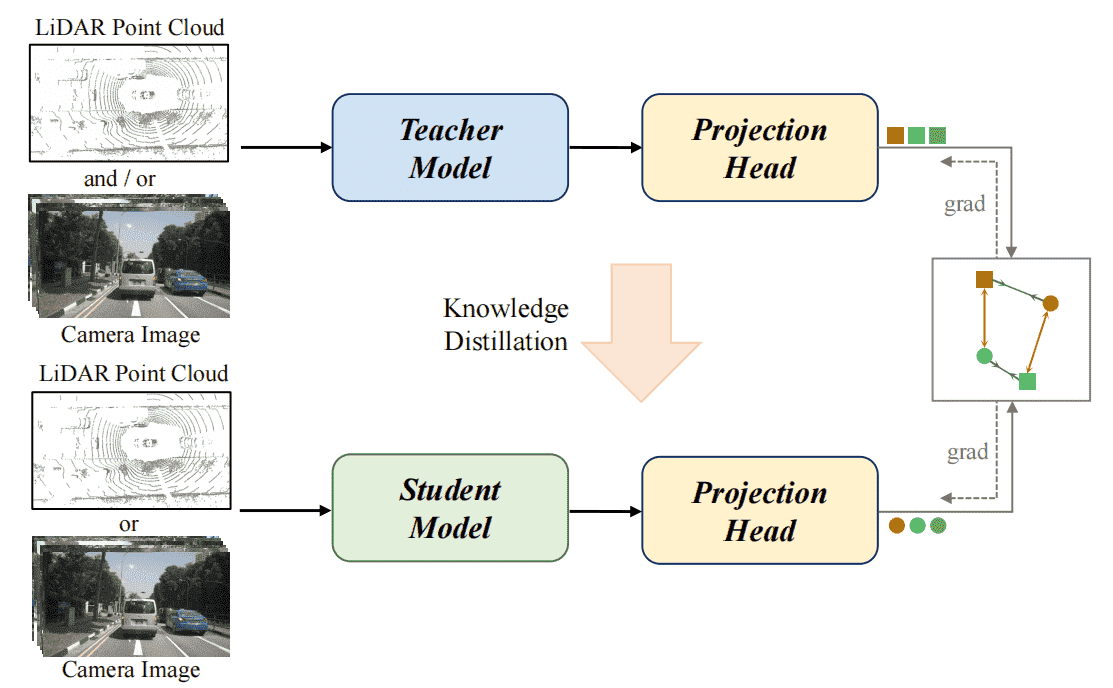 LiDAR Point Cloud
and / or
Camera Image
Teacher
Model
Projection
Head
grad
Knowledge
Distillation
LiDAR Point Cloud
or
Camera Image
Student
Model
Projection
Head
grad